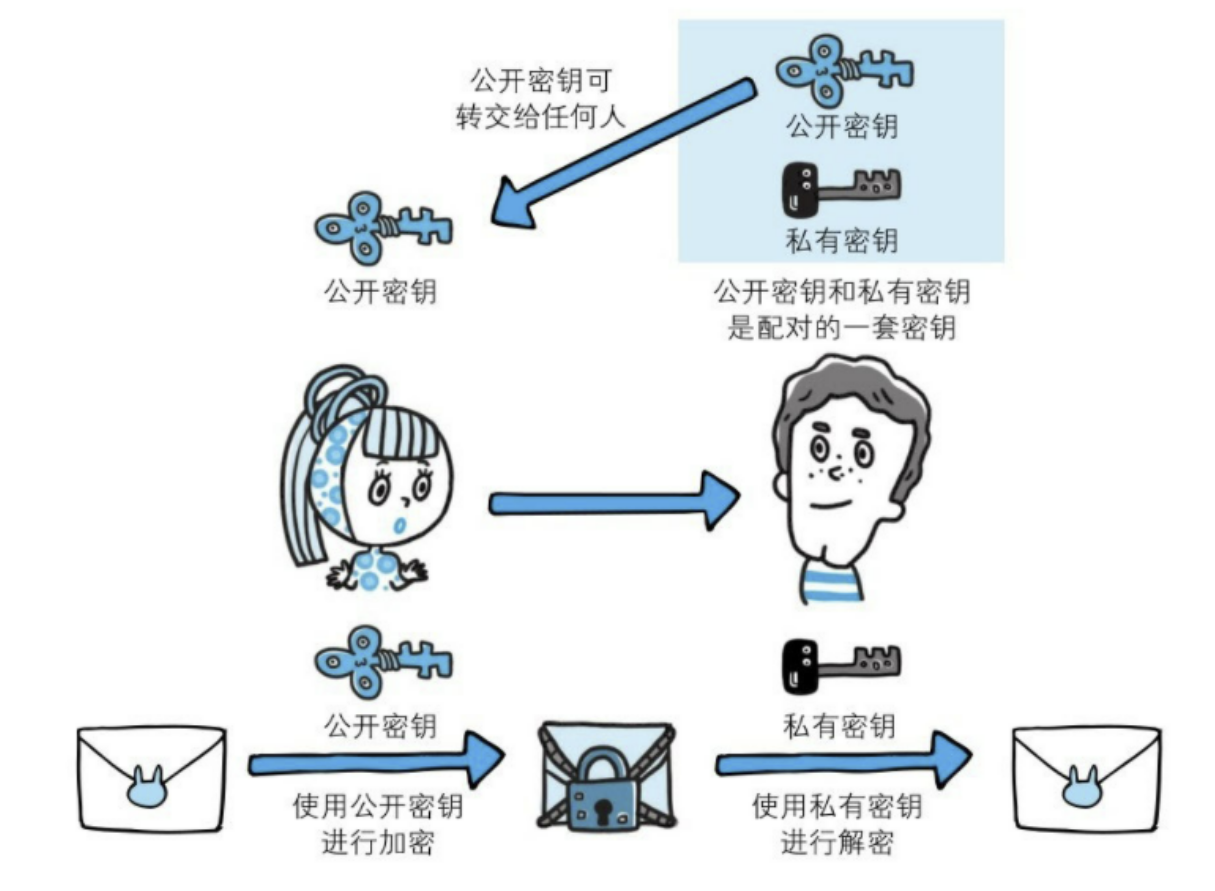 公开密钥可
转交给任何人
公开密钥
私有密钥
公开密钥
公开密钥和私有密钥
是配对的一套密钥
公开密钥
私有密钥
使用公开密钥
进行加密
使用私有密钥
进行解密